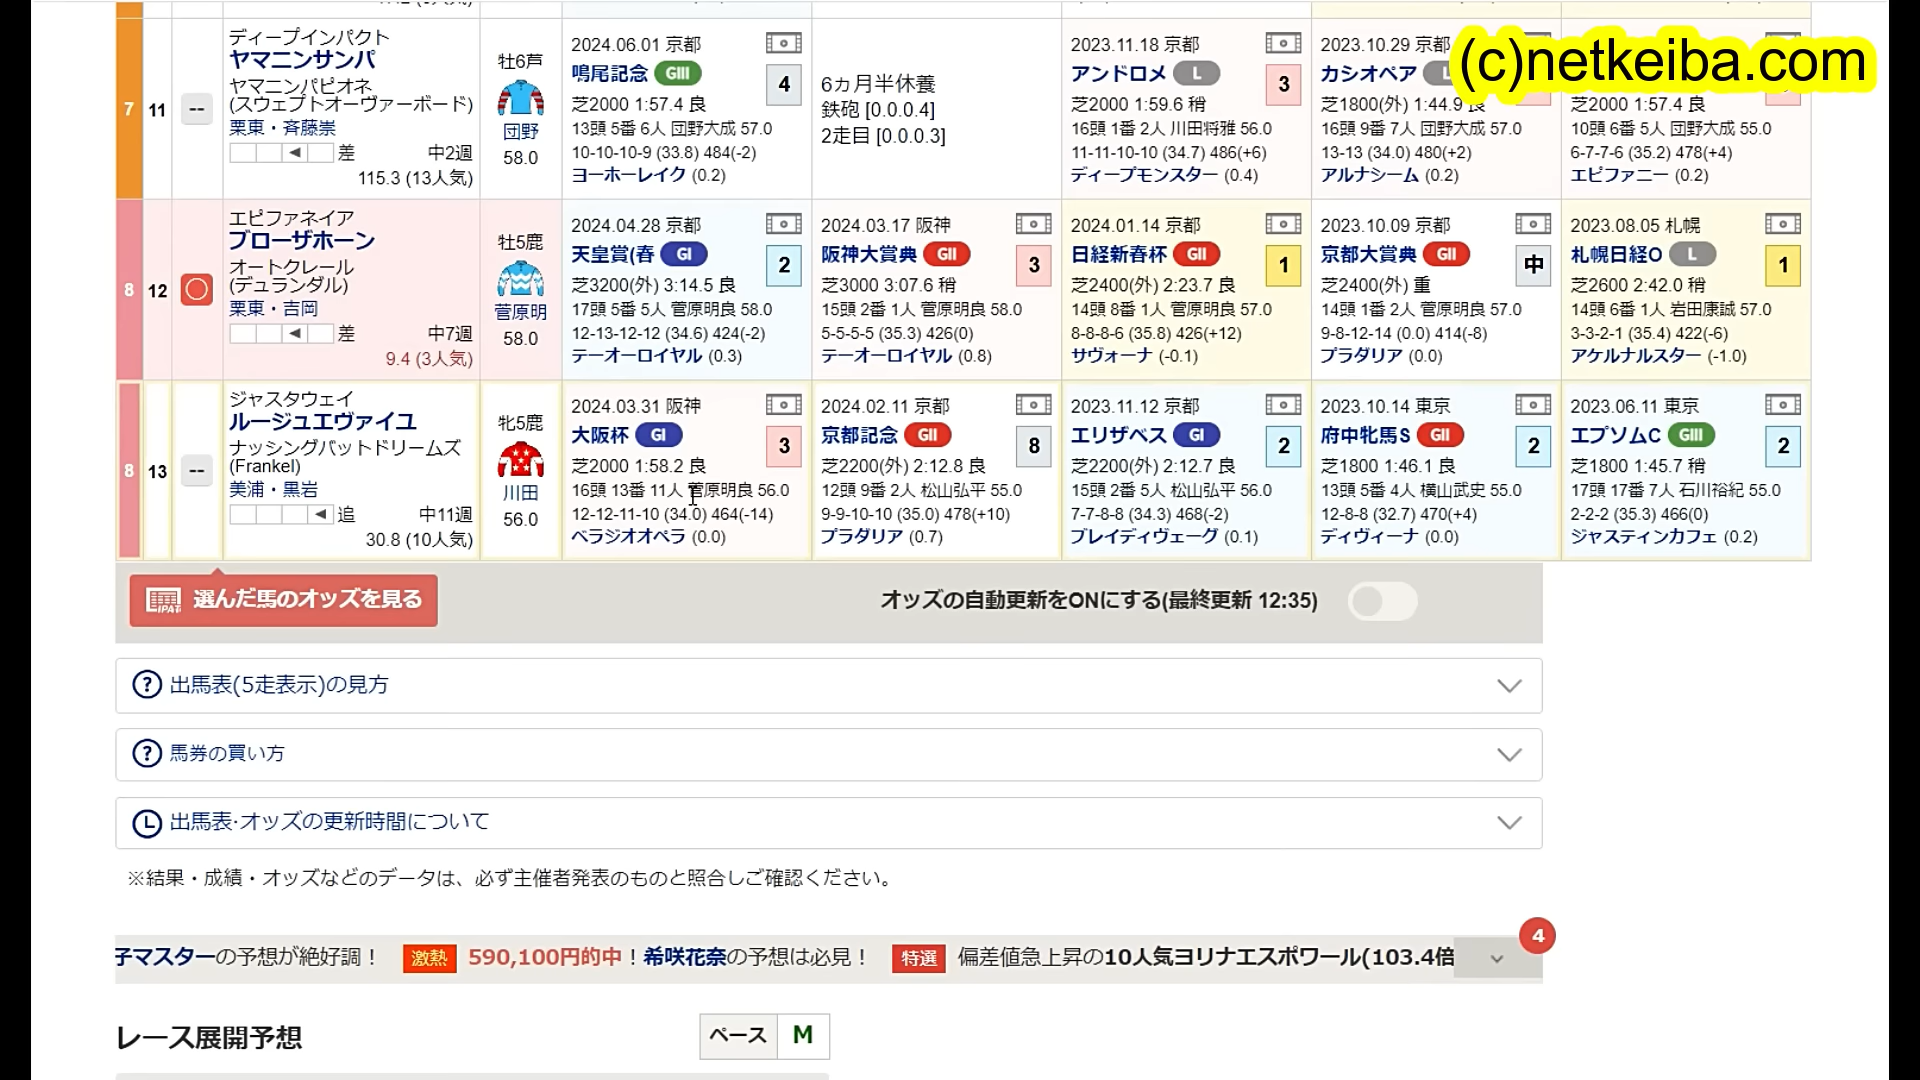 (c)netkeiba.com
7
11
--
ディープインパクト
ヤマニンサンパ
ヤマニンパピオネ
(スウェプトオーヴァーボード)
栗東・斉藤崇
差 中2週
115.3 (13人気)
牡6芦
団野
58.0
2024.06.01 京都
鳴尾記念 GIII
4
芝2000 1:57.4 良
13頭 5番 6人 団野大成 57.0
10-10-10-9 (33.8) 484(-2)
ヨーホーレイク (0.2)
6ヵ月半休養
鉄砲 [0.0.0.4]
2走目 [0.0.0.3]
2023.11.18 京都
アンドロメ L
3
芝2000 1:59.6 稍
16頭 1番 2人 川田将雅 56.0
11-11-10-10 (34.7) 486(+6)
ディープモンスター (0.4)
2023.10.29 京都
カシオペア L
芝1800(外) 1:44.9 良
16頭 9番 7人 団野大成 57.0
13-13 (34.0) 480(+2)
アルナシーム (0.2)
芝2000 1:57.4 良
10頭 6番 5人 団野大成 55.0
6-7-7-6 (35.2) 478(+4)
エピファニー (0.2)
8
12
エピファネイア
ブローザホーン
オートクレール
(デュランダル)
栗東・吉岡
差 中7週
9.4 (3人気)
牡5鹿
菅原明
58.0
2024.04.28 京都
天皇賞(春 GI
2
芝3200(外) 3:14.5 良
17頭 5番 5人 菅原明良 58.0
12-13-12-12 (34.6) 424(-2)
テーオーロイヤル (0.3)
2024.03.17 阪神
阪神大賞典 GII
3
芝3000 3:07.6 稍
15頭 2番 1人 菅原明良 58.0
5-5-5-5 (35.3) 426(0)
テーオーロイヤル (0.8)
2024.01.14 京都
日経新春杯 GII
1
芝2400(外) 2:23.7 良
14頭 8番 1人 菅原明良 57.0
8-8-8-6 (35.8) 426(+12)
サヴォーナ (-0.1)
2023.10.09 京都
京都大賞典 GII
中
芝2400(外) 重
14頭 1番 2人 菅原明良 57.0
9-8-12-14 (0.0) 414(-8)
プラダリア (0.0)
2023.08.05 札幌
札幌日経O L
1
芝2600 2:42.0 稍
14頭 6番 1人 岩田康誠 57.0
3-3-2-1 (35.4) 422(-6)
アケルナルスター (-1.0)
8
13
--
ジャスタウェイ
ルージュエヴァイユ
ナッシングバットドリームズ
(Frankel)
美浦・黒岩
追 中11週
30.8 (10人気)
牝5鹿
川田
56.0
2024.03.31 阪神
大阪杯 GI
3
芝2000 1:58.2 良
16頭 13番 11人 菅原明良 56.0
12-12-11-10 (34.0) 464(-14)
ベラジオオペラ (0.0)
2024.02.11 京都
京都記念 GII
8
芝2200(外) 2:12.8 良
12頭 9番 2人 松山弘平 55.0
9-9-10-10 (35.0) 478(+10)
プラダリア (0.7)
2023.11.12 京都
エリザベス GI
2
芝2200(外) 2:12.7 良
15頭 2番 5人 松山弘平 56.0
7-7-8-8 (34.3) 468(-2)
ブレイディヴェーグ (0.1)
2023.10.14 東京
府中牝馬S GII
2
芝1800 1:46.1 良
13頭 5番 4人 横山武史 55.0
12-8-8 (32.7) 470(+4)
ディヴィーナ (0.0)
2023.06.11 東京
エプソムC GIII
2
芝1800 1:45.7 稍
17頭 17番 7人 石川裕紀 55.0
2-2-2 (35.3) 466(0)
ジャスティンカフェ (0.2)
IPAT 選んだ馬のオッズを見る
オッズの自動更新をONにする(最終更新 12:35)
? 出馬表(5走表示)の見方
? 馬券の買い方
出馬表･オッズの更新時間について
※結果・成績・オッズなどのデータは、必ず主催者発表のものと照合しご確認ください。
子マスターの予想が絶好調！ 激熱 590,100円的中！希咲花奈の予想は必見！ 特選 偏差値急上昇の10人気ヨリナエスポワール(103.4倍
4
レース展開予想
ペース M